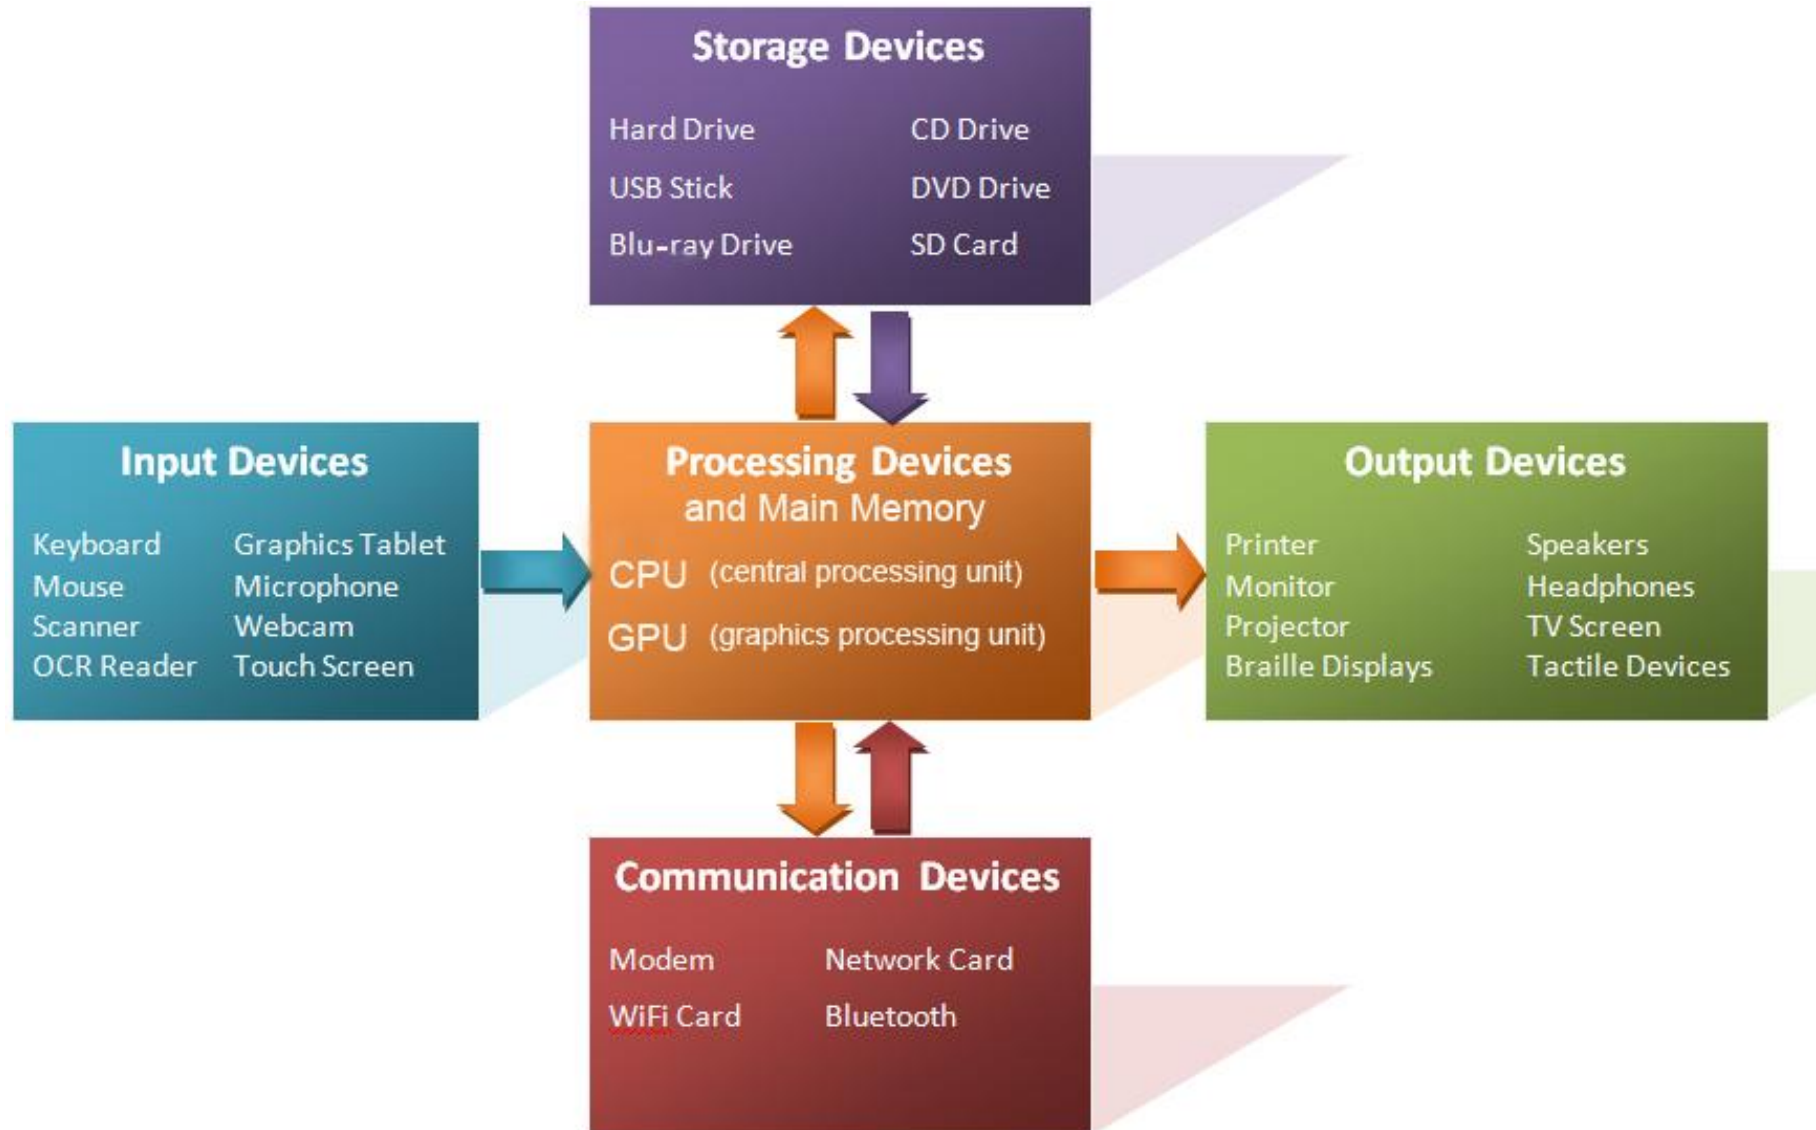 Storage Devices
Hard Drive CD Drive
USB Stick DVD Drive
Blu-ray Drive SD Card
Input Devices
Keyboard Graphics Tablet
Mouse Microphone
Scanner Webcam
OCR Reader Touch Screen
Processing Devices
and Main Memory
CPU (central processing unit)
GPU (graphics processing unit)
Output Devices
Printer Speakers
Monitor Headphones
Projector TV Screen
Braille Displays Tactile Devices
Communication Devices
Modem Network Card
WiFi Card Bluetooth